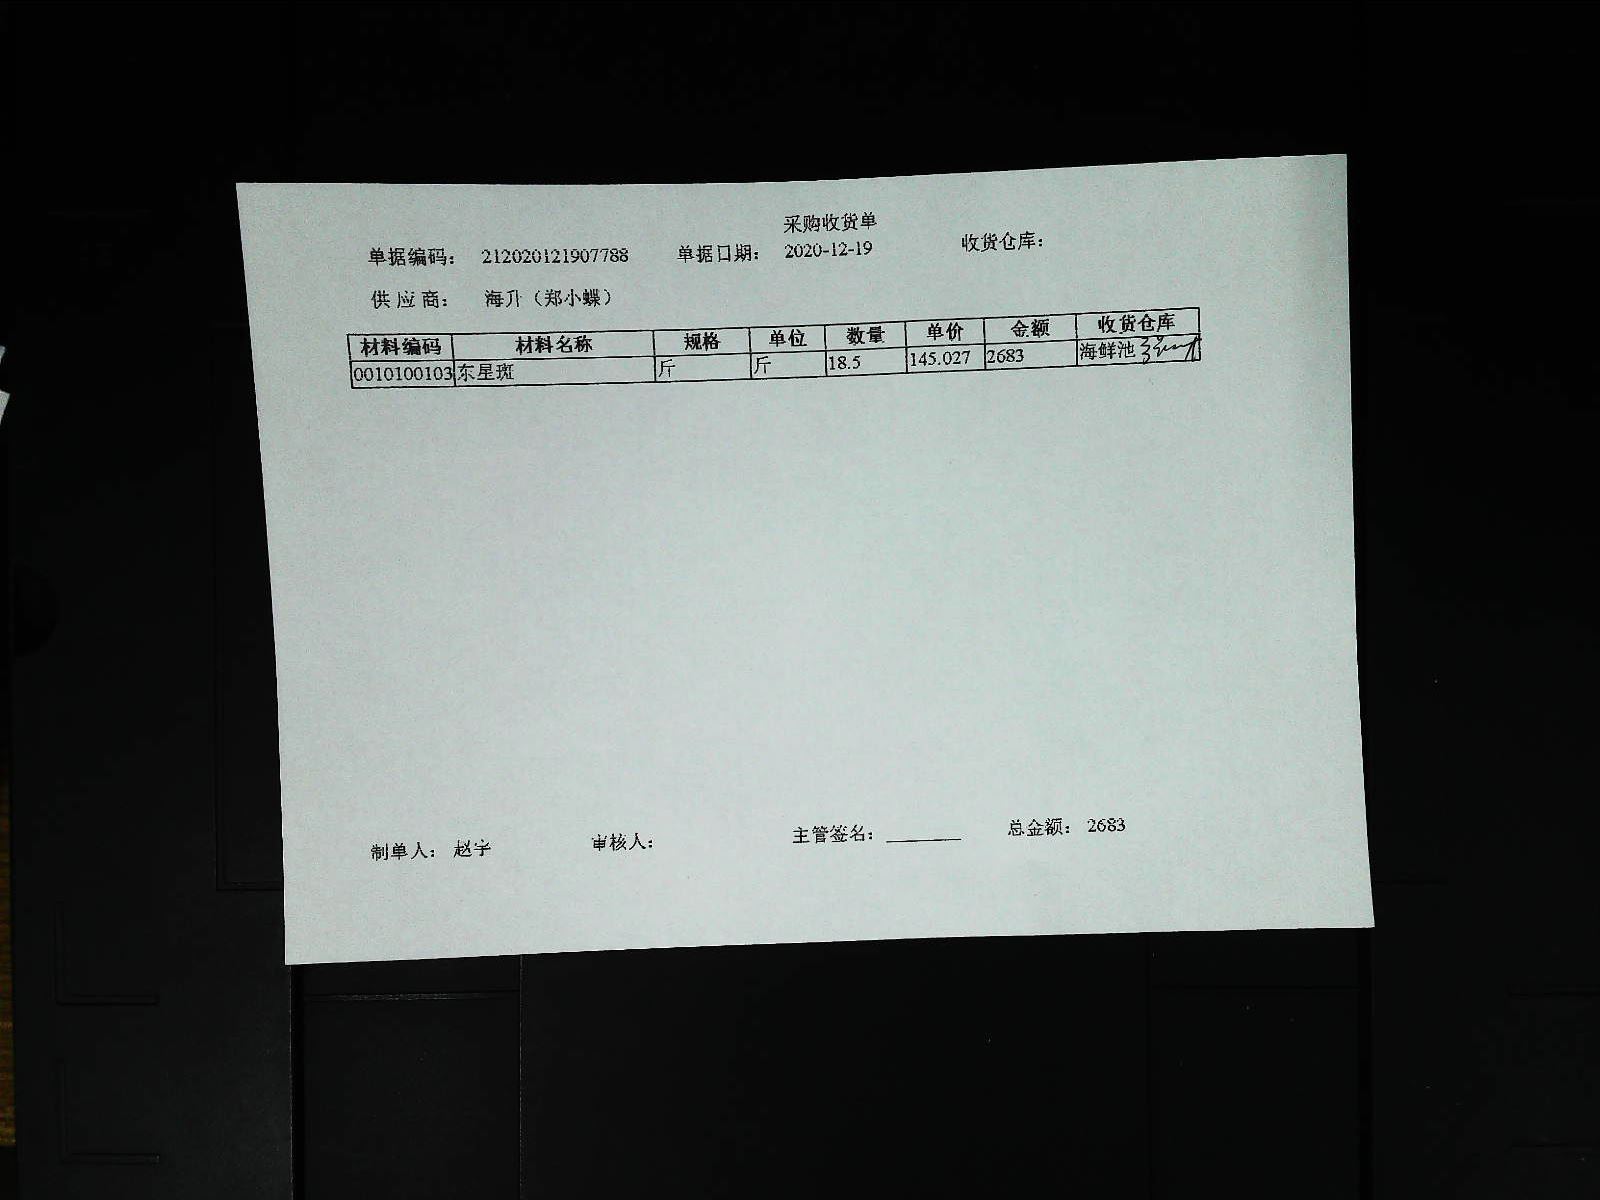 采购收货单
单据编码： 212020121907788 单据日期： 2020-12-19 收货仓库：
供 应 商： 海升（郑小蝶）
材料编码 材料名称 规格 单位 数量 单价 金额 收货仓库
0010100103 东星斑 斤 斤 18.5 145.027 2683 海鲜池
制单人： 赵宇 审核人： 主管签名： 总金额： 2683